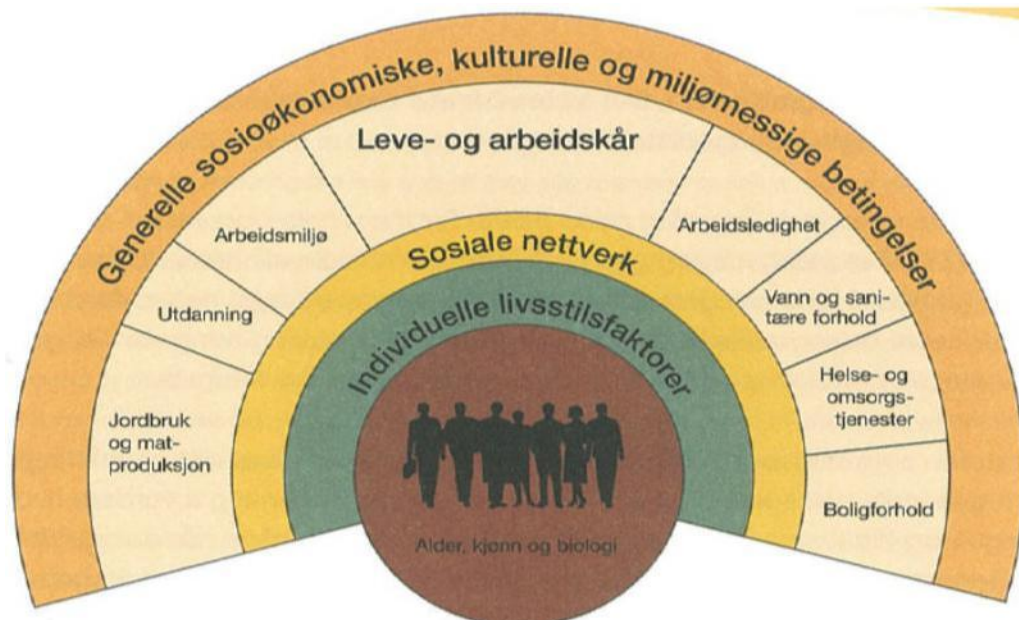 Generelle sosioøkonomiske, kulturelle og miljømessige betingelser
Leve- og arbeidskår
Arbeidsmiljø
Arbeidsledighet
Sosiale nettverk
Utdanning
Vann og sani-
tære forhold
Individuelle livsstilsfaktorer
Helse- og
omsorgs-
tjenester
Jordbruk
og mat-
produksjon
Boligforhold
Alder, kjønn og biologi